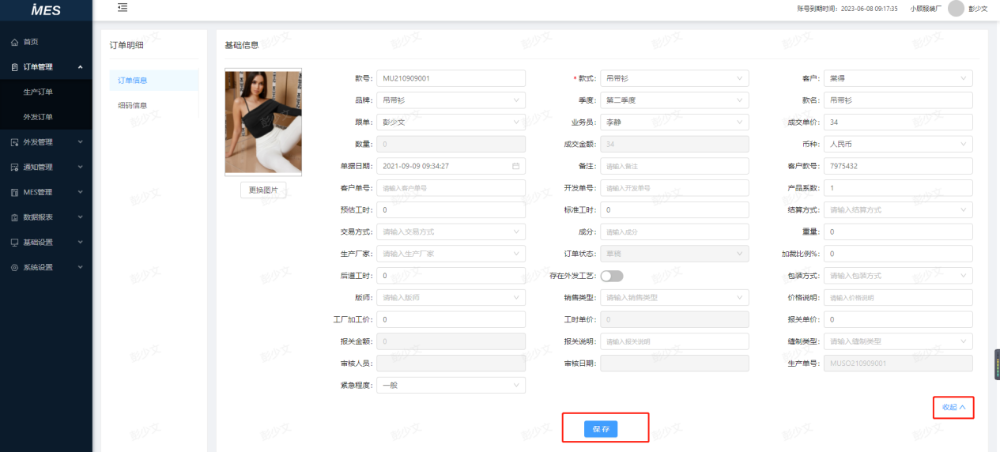 MES
账号到期时间：2023-06-08 09:17:35 小顾服装厂 彭少文
首页
订单管理
生产订单
外发订单
外发管理
通知管理
MES管理
数据报表
基础设置
系统设置
订单明细
订单信息
细码信息
基础信息
更换图片
款号： MU210909001 * 款式： 吊带衫 客户： 棠得
品牌： 吊带衫 季度： 第二季度 款名： 吊带衫
跟单： 彭少文 业务员： 李静 成交单价： 34
数量： 0 成交金额： 34 币种： 人民币
单据日期： 2021-09-09 09:34:27 备注： 请输入备注 客户款号： 7975432
客户单号： 请输入客户单号 开发单号： 请输入开发单号 产品系数： 1
预估工时： 0 标准工时： 0 结算方式： 请输入结算方式
交易方式： 请输入交易方式 成分： 请输入成分 重量： 0
生产厂家： 请输入生产厂家 订单状态： 草稿 加裁比例%： 0
后道工时： 0 存在外发工艺： 包装方式： 请输入包装方式
版师： 请输入版师 销售类型： 请输入销售类型 价格说明： 请输入价格说明
工厂加工价： 0 工时单价： 0 报关单价： 0
报关金额： 0 报关说明： 请输入报关说明 缝制类型： 请输入缝制类型
审核人员： 审核日期： 生产单号： MUSO210909001
紧急程度： 一般
收起
保存
彭少文